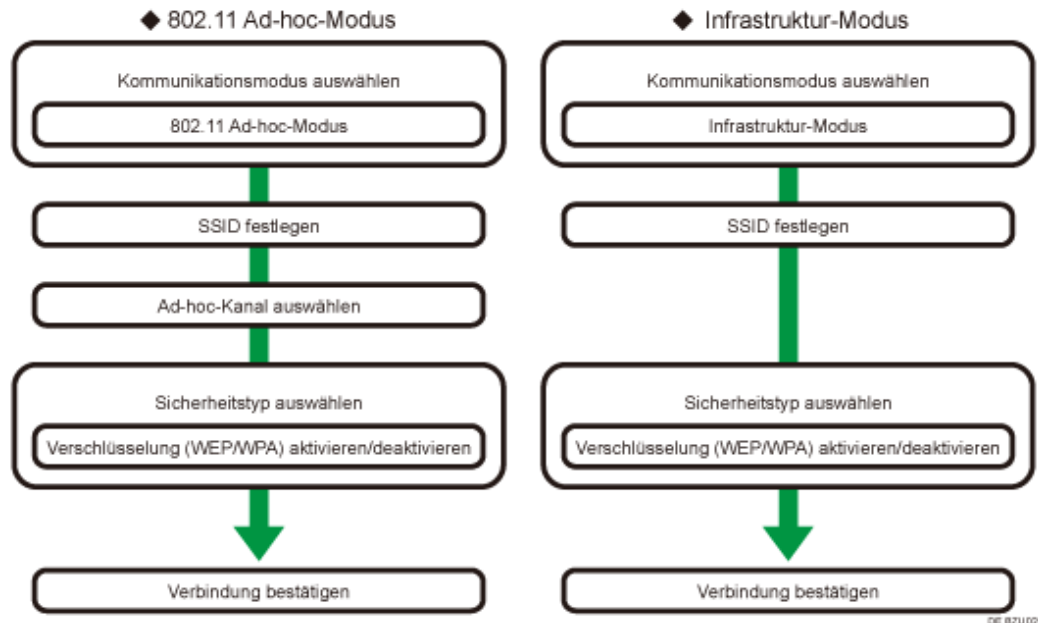 ◆ 802.11 Ad-hoc-Modus
Kommunikationsmodus auswählen
802.11 Ad-hoc-Modus
SSID festlegen
Ad-hoc-Kanal auswählen
Sicherheitstyp auswählen
Verschlüsselung (WEP/WPA) aktivieren/deaktivieren
Verbindung bestätigen
◆ Infrastruktur-Modus
Kommunikationsmodus auswählen
Infrastruktur-Modus
SSID festlegen
Sicherheitstyp auswählen
Verschlüsselung (WEP/WPA) aktivieren/deaktivieren
Verbindung bestätigen